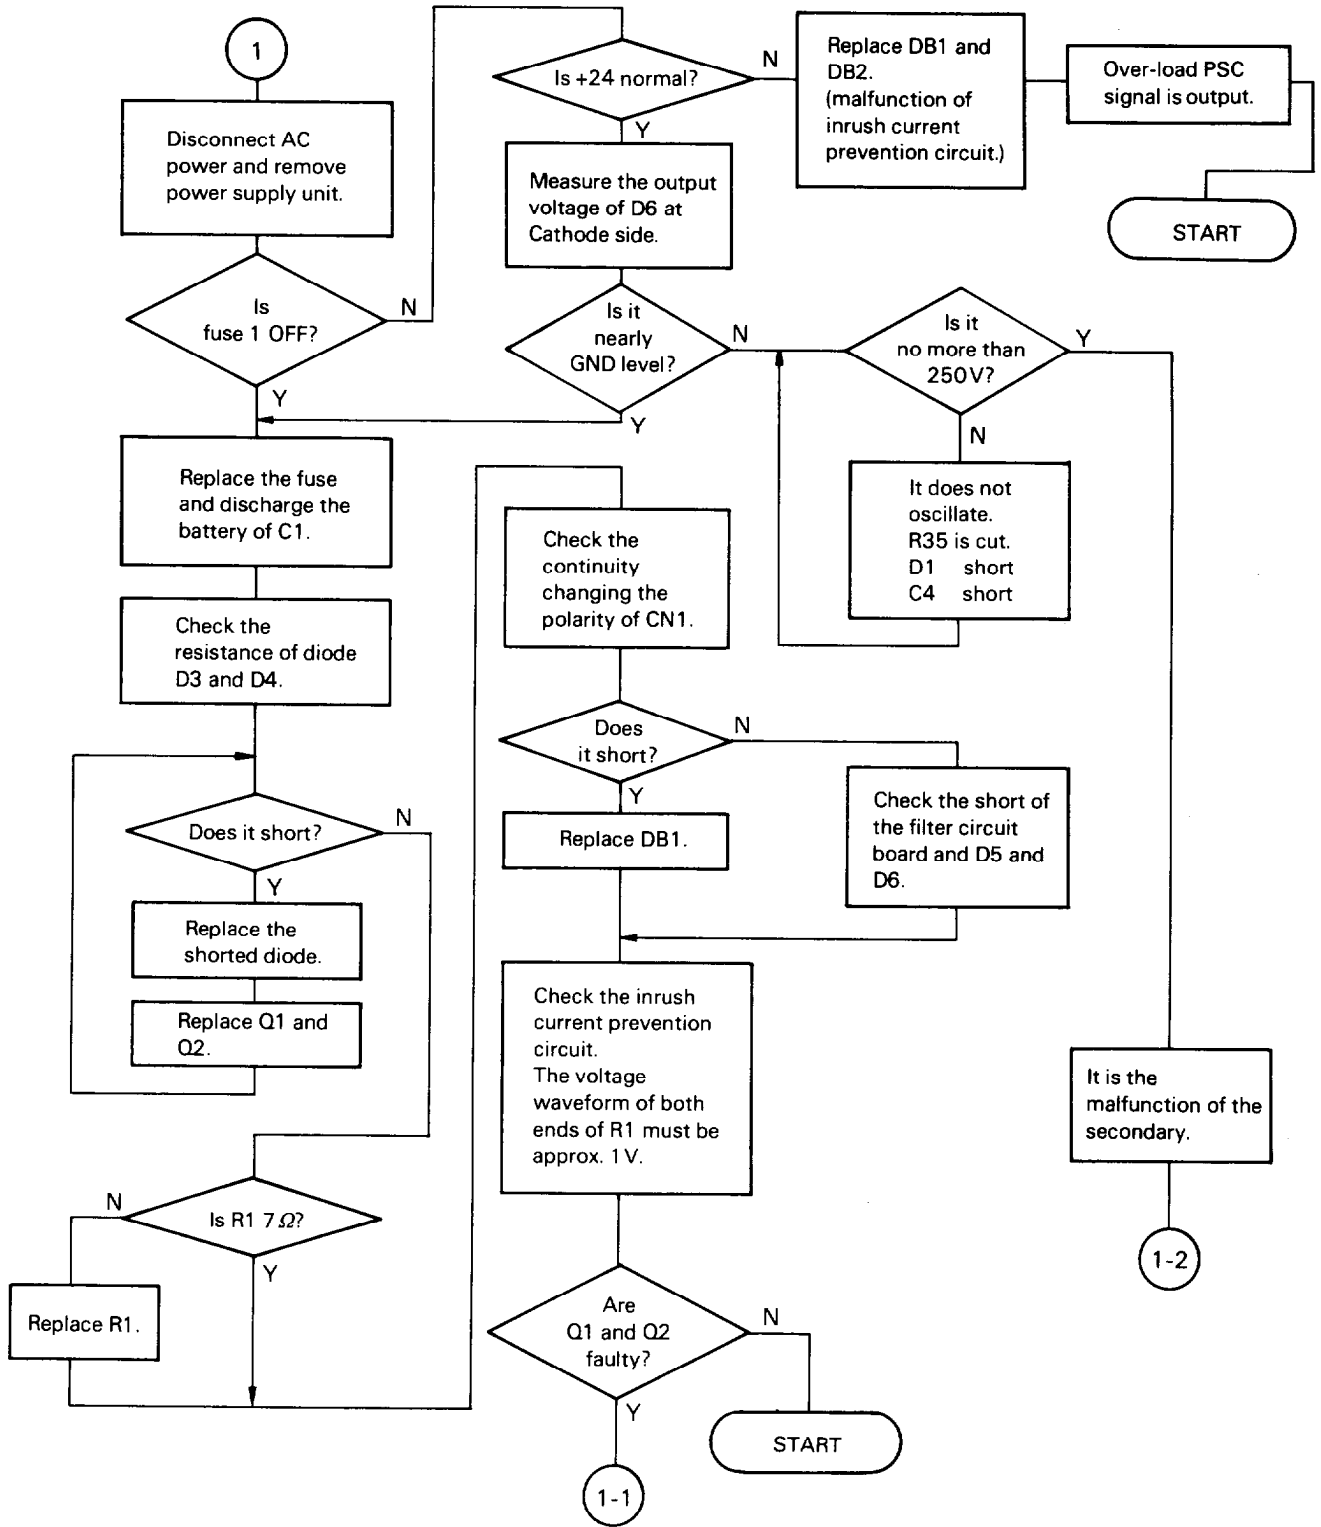 1
Disconnect AC
power and remove
power supply unit.
Is
fuse 1 OFF?
N
Y
Replace the fuse
and discharge the
battery of C1.
Check the
resistance of diode
D3 and D4.
Does it short?
N
Y
Replace the
shorted diode.
Replace Q1 and
Q2.
Is R1 7 Ω?
N
Y
Replace R1.
Is +24 normal?
N
Y
Replace DB1 and
DB2.
(malfunction of
inrush current
prevention circuit.)
Over-load PSC
signal is output.
START
Measure the output
voltage of D6 at
Cathode side.
Is it
nearly
GND level?
N
Y
Is it
no more than
250V?
Y
N
It does not
oscillate.
R35 is cut.
D1 short
C4 short
Check the
continuity
changing the
polarity of CN1.
Does
it short?
N
Y
Replace DB1.
Check the short of
the filter circuit
board and D5 and
D6.
Check the inrush
current prevention
circuit.
The voltage
waveform of both
ends of R1 must be
approx. 1V.
It is the
malfunction of the
secondary.
1-2
Are
Q1 and Q2
faulty?
N
Y
START
1-1